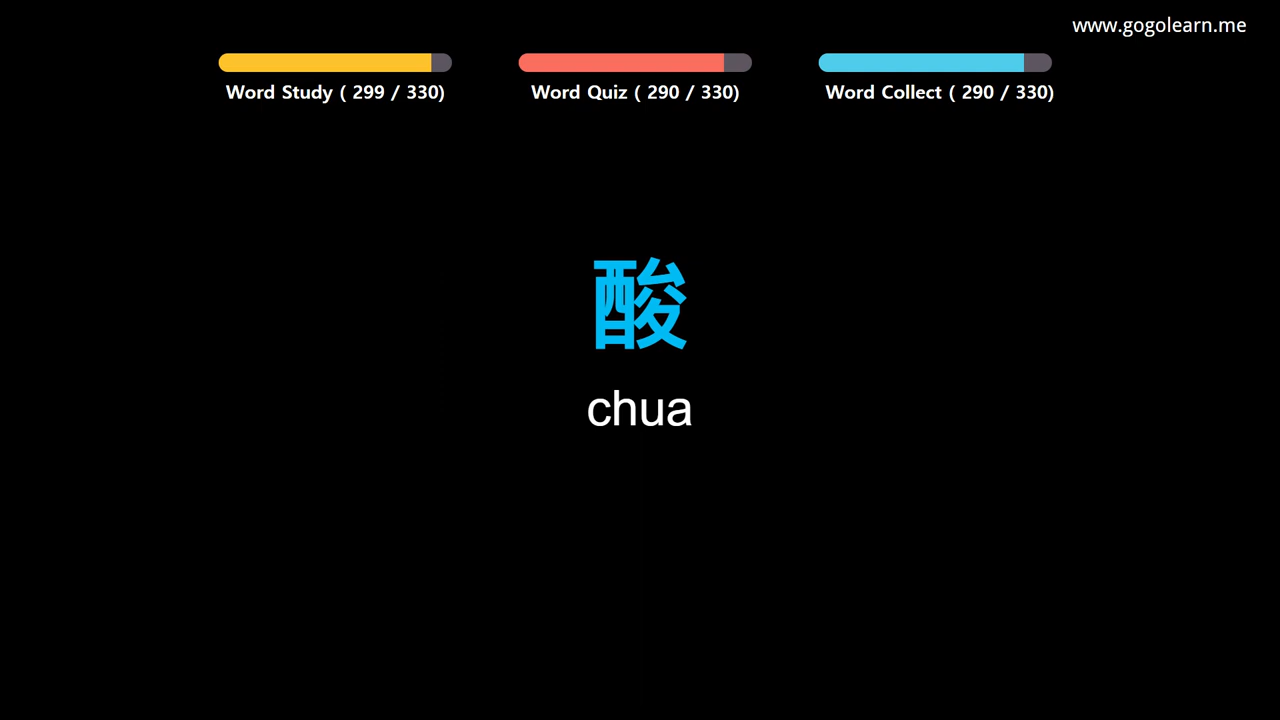 www.gogolearn.me
Word Study ( 299 / 330)
Word Quiz ( 290 / 330)
Word Collect ( 290 / 330)
酸
chua